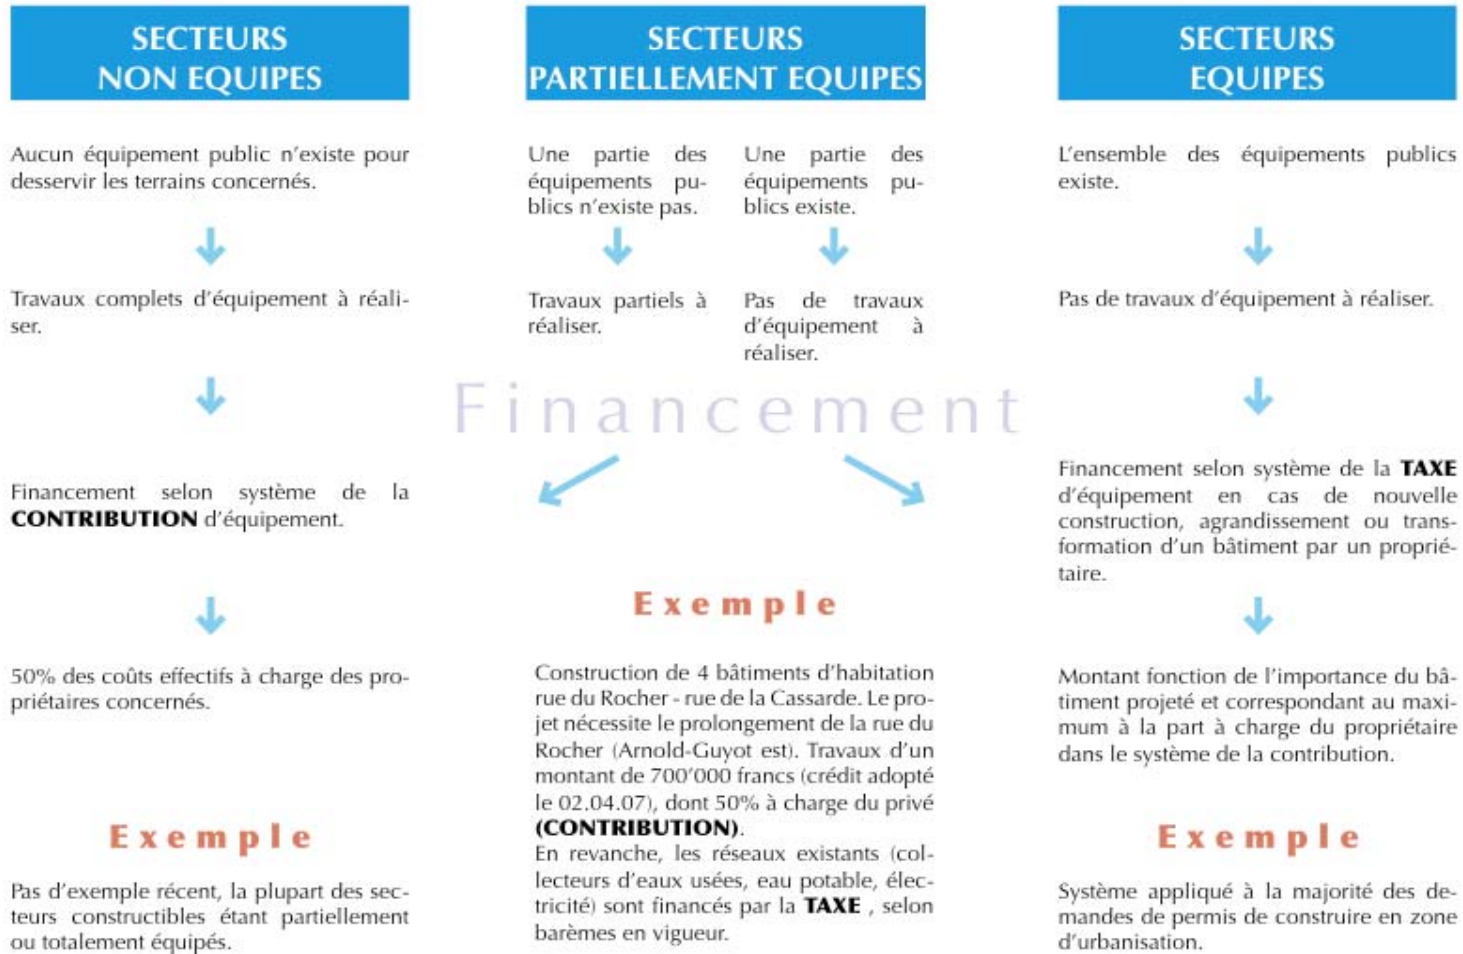 SECTEURS
NON EQUIPES
Aucun équipement public n’existe pour
desservir les terrains concernés.
Travaux complets d’équipement à réali-
ser.
Financement selon système de la
CONTRIBUTION d’équipement.
50% des coûts effectifs à charge des pro-
priétaires concernés.
Exemple
Pas d’exemple récent, la plupart des sec-
teurs constructibles étant partiellement
ou totalement équipés.
SECTEURS
PARTIELLEMENT EQUIPES
Une partie des
équipements pu-
blics n’existe pas.
Travaux partiels à
réaliser.
Une partie des
équipements pu-
blics existe.
Pas de travaux
d’équipement à
réaliser.
Financement
Exemple
Construction de 4 bâtiments d’habitation
rue du Rocher - rue de la Cassarde. Le pro-
jet nécessite le prolongement de la rue du
Rocher (Arnold-Guyot est). Travaux d’un
montant de 700’000 francs (crédit adopté
le 02.04.07), dont 50% à charge du privé
(CONTRIBUTION).
En revanche, les réseaux existants (col-
lecteurs d’eaux usées, eau potable, élec-
tricité) sont financés par la TAXE , selon
barèmes en vigueur.
SECTEURS
EQUIPES
L’ensemble des équipements publics
existe.
Pas de travaux d’équipement à réaliser.
Financement selon système de la TAXE
d’équipement en cas de nouvelle
construction, agrandissement ou trans-
formation d’un bâtiment par un proprié-
taire.
Montant fonction de l’importance du bâ-
timent projeté et correspondant au maxi-
mum à la part à charge du propriétaire
dans le système de la contribution.
Exemple
Système appliqué à la majorité des de-
mandes de permis de construire en zone
d’urbanisation.